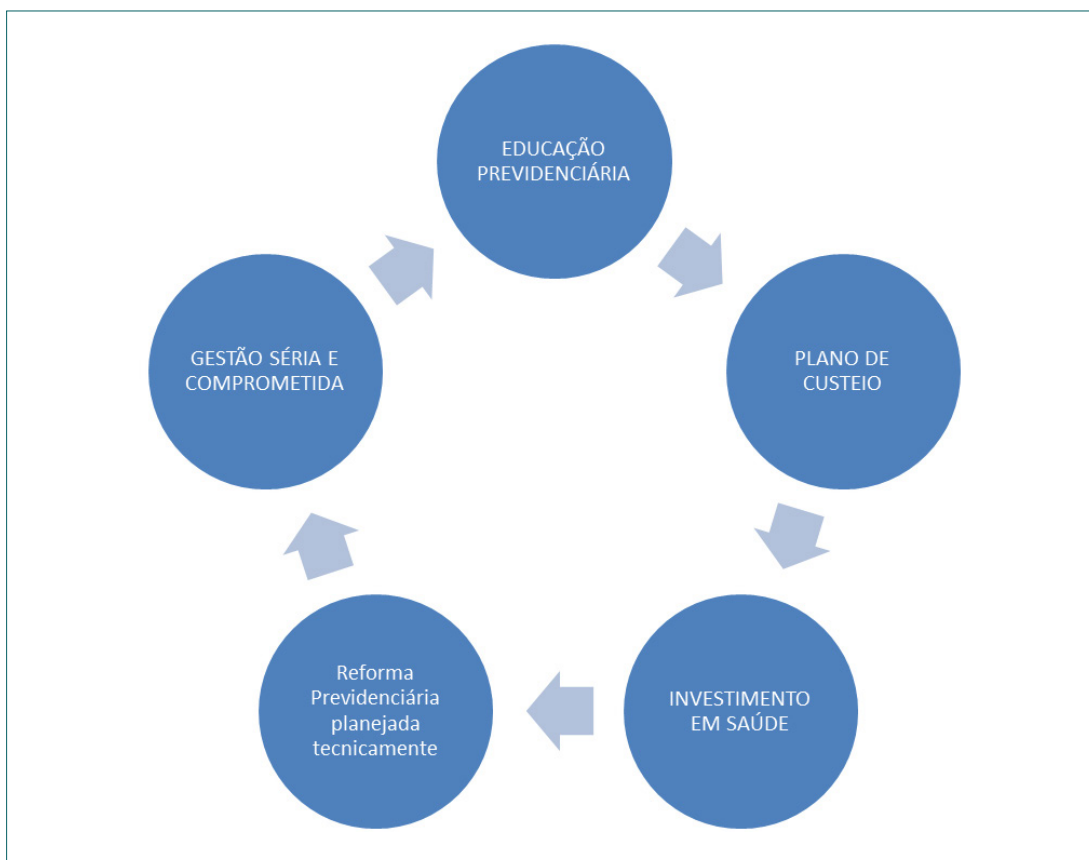 EDUCAÇÃO
PREVIDENCIÁRIA
PLANO DE
CUSTEIO
INVESTIMENTO
EM SAÚDE
Reforma
Previdenciária
planejada
tecnicamente
GESTÃO SÉRIA E
COMPROMETIDA